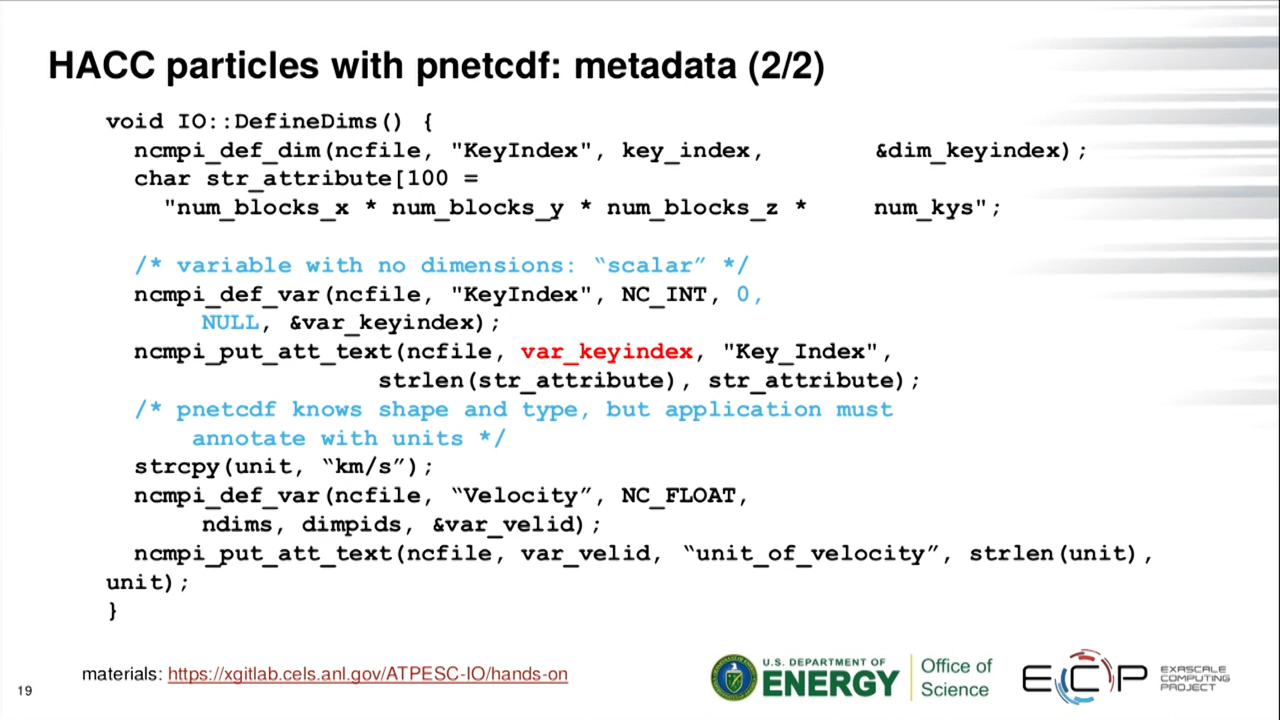 HACC particles with pnetcdf: metadata (2/2)
void IO::DefineDims() {
ncmpi_def_dim(ncfile, "KeyIndex", key_index, &dim_keyindex);
char str_attribute[100 =
"num_blocks_x * num_blocks_y * num_blocks_z * num_kys";
/* variable with no dimensions: “scalar” */
ncmpi_def_var(ncfile, "KeyIndex", NC_INT, 0,
NULL, &var_keyindex);
ncmpi_put_att_text(ncfile, var_keyindex, "Key_Index",
strlen(str_attribute), str_attribute);
/* pnetcdf knows shape and type, but application must
annotate with units */
strcpy(unit, “km/s”);
ncmpi_def_var(ncfile, “Velocity”, NC_FLOAT,
ndims, dimpids, &var_velid);
ncmpi_put_att_text(ncfile, var_velid, “unit_of_velocity”, strlen(unit),
unit);
}
materials: https://xgitlab.cels.anl.gov/ATPESC-IO/hands-on
19
U.S. DEPARTMENT OF
ENERGY
Office of
Science
ECP
EXASCALE
COMPUTING
PROJECT